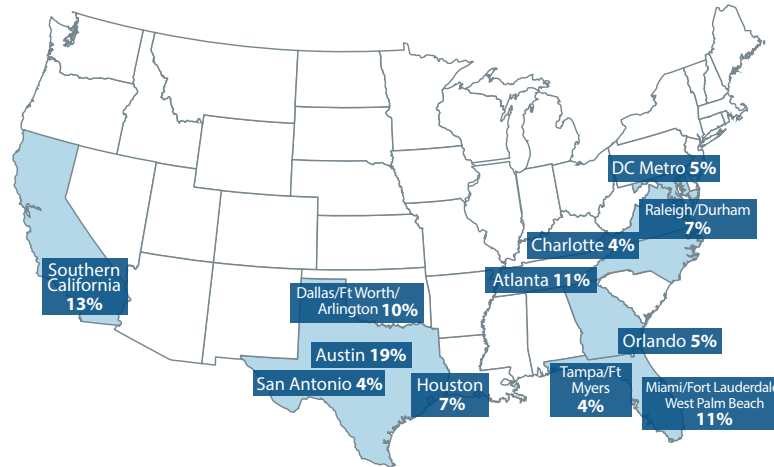 DC Metro 5%
Raleigh/Durham
7%
Charlotte 4%
Atlanta 11%
Southern
California
13%
Dallas/Ft Worth/
Arlington 10%
Austin 19%
San Antonio 4%
Houston
7%
Orlando 5%
Tampa/Ft
Myers
4%
Miami/Fort Lauderdale
West Palm Beach
11%